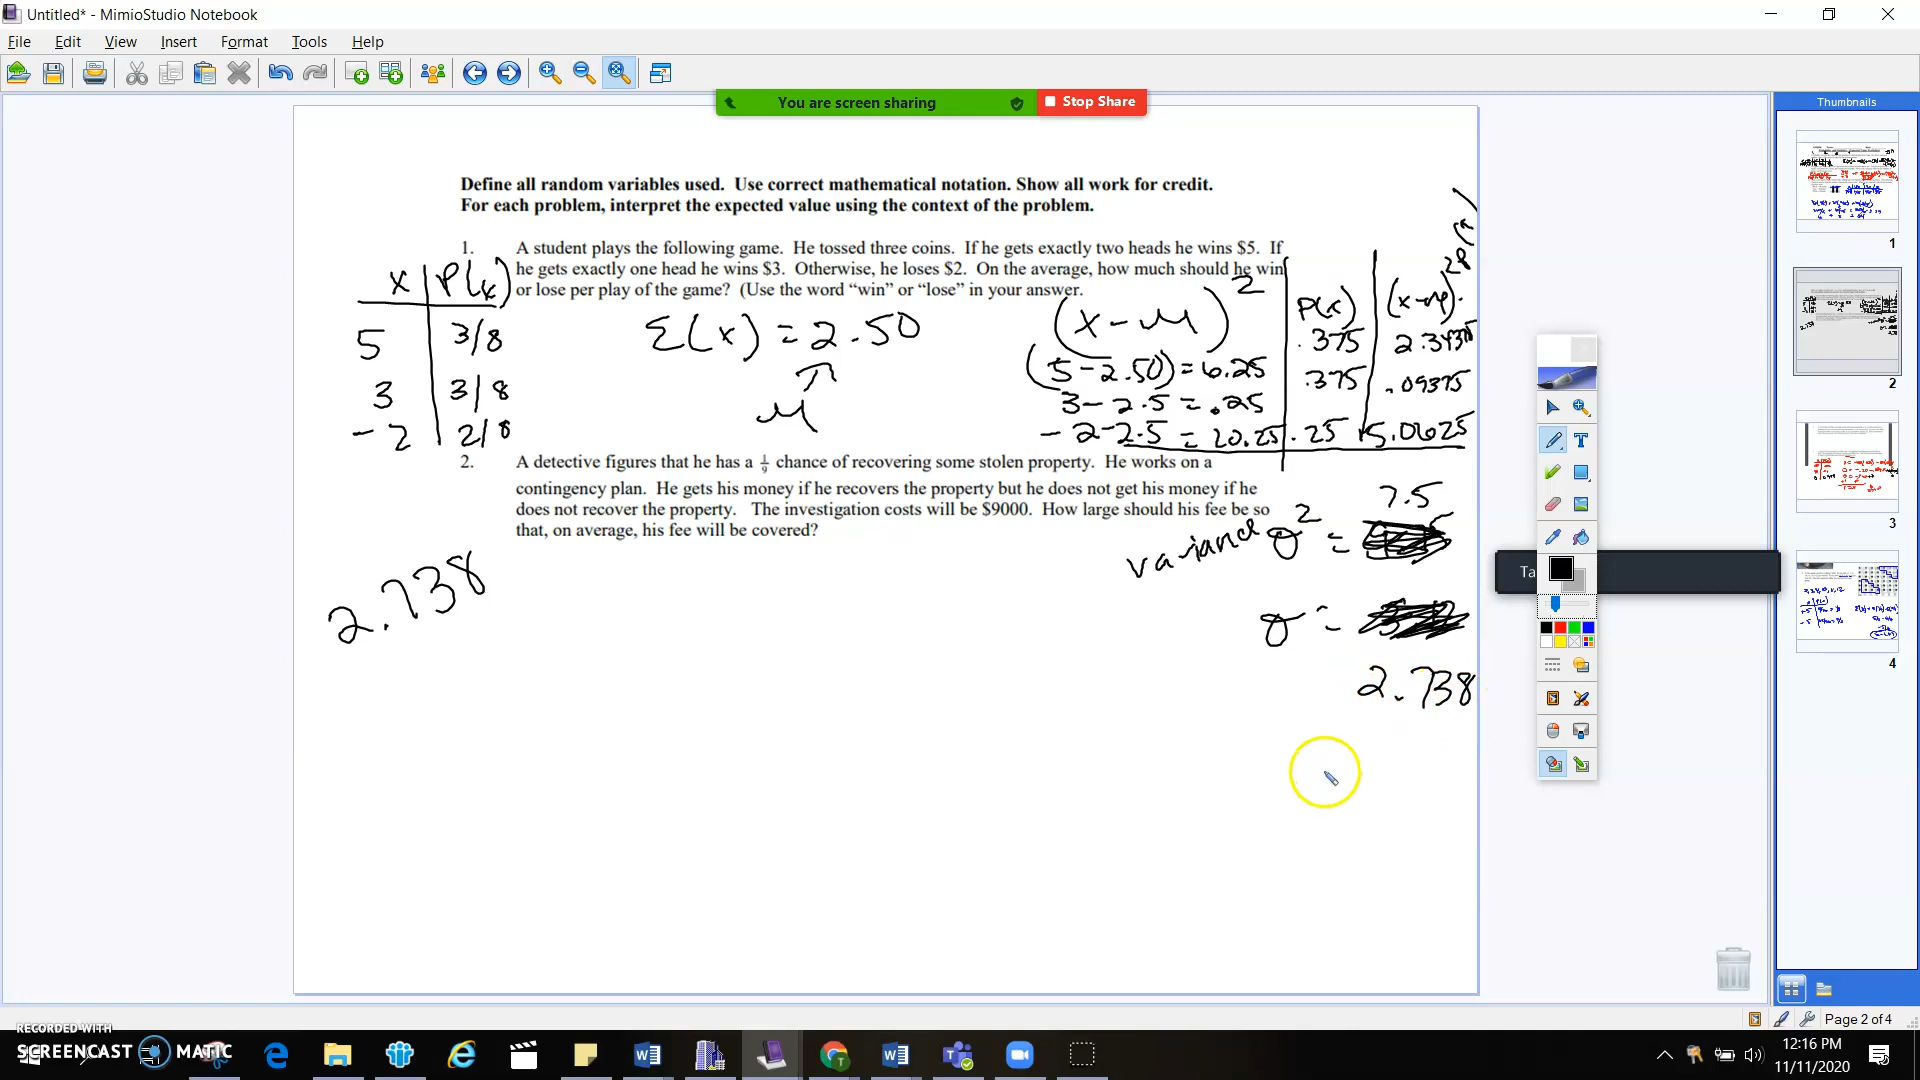 Untitled* - MimioStudio Notebook
File Edit View Insert Format Tools Help
You are screen sharing
Stop Share
Thumbnails
Define all random variables used. Use correct mathematical notation. Show all work for credit.
For each problem, interpret the expected value using the context of the problem.
1. A student plays the following game. He tossed three coins. If he gets exactly two heads he wins $5. If
he gets exactly one head he wins $3. Otherwise, he loses $2. On the average, how much should he win
or lose per play of the game? (Use the word “win” or “lose” in your answer.
x P(x)
5 3/8
3 3/8
-2 2/8
Σ(x) = 2.50
μ
(x-μ)² P(x)
(5-2.50)=6.25 .375
3-2.5=.25 .375 .09375
-2-2.5=20.25 .25 5.0625
2. A detective figures that he has a 1/9 chance of recovering some stolen property. He works on a
contingency plan. He gets his money if he recovers the property but he does not get his money if he
does not recover the property. The investigation costs will be $9000. How large should his fee be so
that, on average, his fee will be covered?
7.5
variance σ² =
σ =
2.738
2.738
Ta
1
2
3
4
Page 2 of 4
RECORDED WITH
SCREENCAST MATIC
12:16 PM
11/11/2020